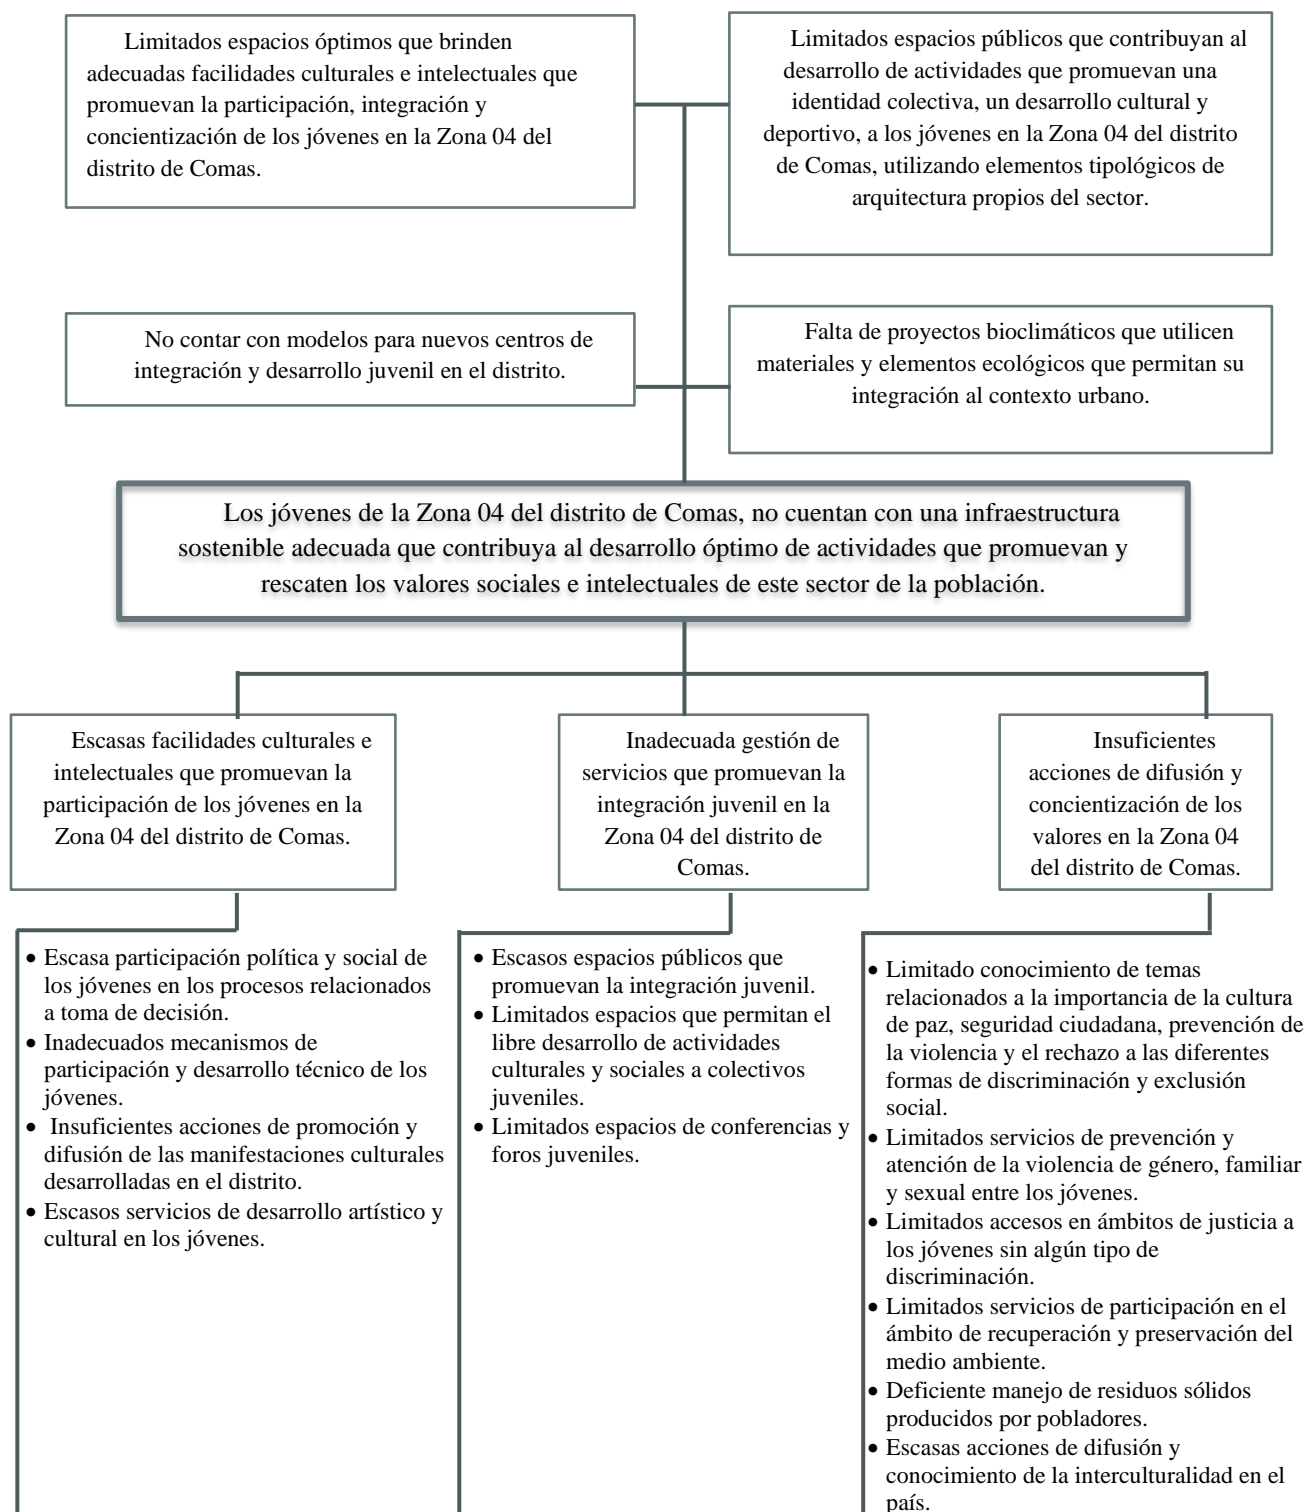 Limitados espacios óptimos que brinden
adecuadas facilidades culturales e intelectuales que
promuevan la participación, integración y
concientización de los jóvenes en la Zona 04 del
distrito de Comas.
Limitados espacios públicos que contribuyan al
desarrollo de actividades que promuevan una
identidad colectiva, un desarrollo cultural y
deportivo, a los jóvenes en la Zona 04 del distrito
de Comas, utilizando elementos tipológicos de
arquitectura propios del sector.
No contar con modelos para nuevos centros de
integración y desarrollo juvenil en el distrito.
Falta de proyectos bioclimáticos que utilicen
materiales y elementos ecológicos que permitan su
integración al contexto urbano.
Los jóvenes de la Zona 04 del distrito de Comas, no cuentan con una infraestructura
sostenible adecuada que contribuya al desarrollo óptimo de actividades que promuevan y
rescaten los valores sociales e intelectuales de este sector de la población.
Escasas facilidades culturales e
intelectuales que promuevan la
participación de los jóvenes en la
Zona 04 del distrito de Comas.
Inadecuada gestión de
servicios que promuevan la
integración juvenil en la
Zona 04 del distrito de
Comas.
Insuficientes
acciones de difusión y
concientización de los
valores en la Zona 04
del distrito de Comas.
• Escasa participación política y social de
los jóvenes en los procesos relacionados
a toma de decisión.
• Inadecuados mecanismos de
participación y desarrollo técnico de los
jóvenes.
• Insuficientes acciones de promoción y
difusión de las manifestaciones culturales
desarrolladas en el distrito.
• Escasos servicios de desarrollo artístico y
cultural en los jóvenes.
• Escasos espacios públicos que
promuevan la integración juvenil.
• Limitados espacios que permitan el
libre desarrollo de actividades
culturales y sociales a colectivos
juveniles.
• Limitados espacios de conferencias y
foros juveniles.
• Limitado conocimiento de temas
relacionados a la importancia de la cultura
de paz, seguridad ciudadana, prevención de
la violencia y el rechazo a las diferentes
formas de discriminación y exclusión
social.
• Limitados servicios de prevención y
atención de la violencia de género, familiar
y sexual entre los jóvenes.
• Limitados accesos en ámbitos de justicia a
los jóvenes sin algún tipo de
discriminación.
• Limitados servicios de participación en el
ámbito de recuperación y preservación del
medio ambiente.
• Deficiente manejo de residuos sólidos
producidos por pobladores.
• Escasas acciones de difusión y
conocimiento de la interculturalidad en el
país.